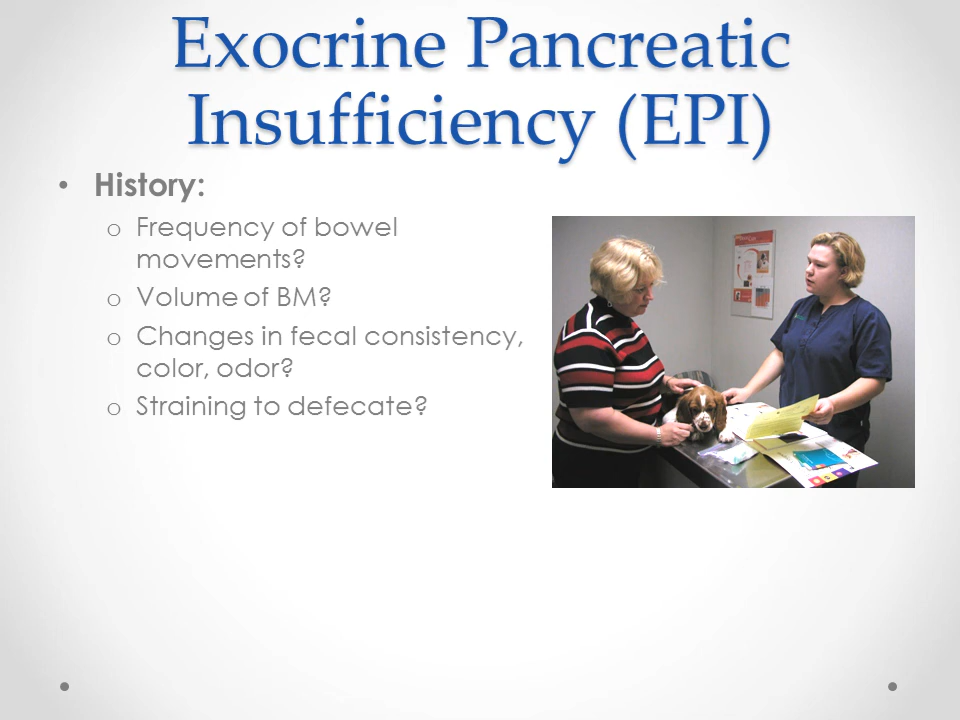 Exocrine Pancreatic
Insufficiency (EPI)
• History:
o Frequency of bowel
movements?
o Volume of BM?
o Changes in fecal consistency,
color, odor?
o Straining to defecate?